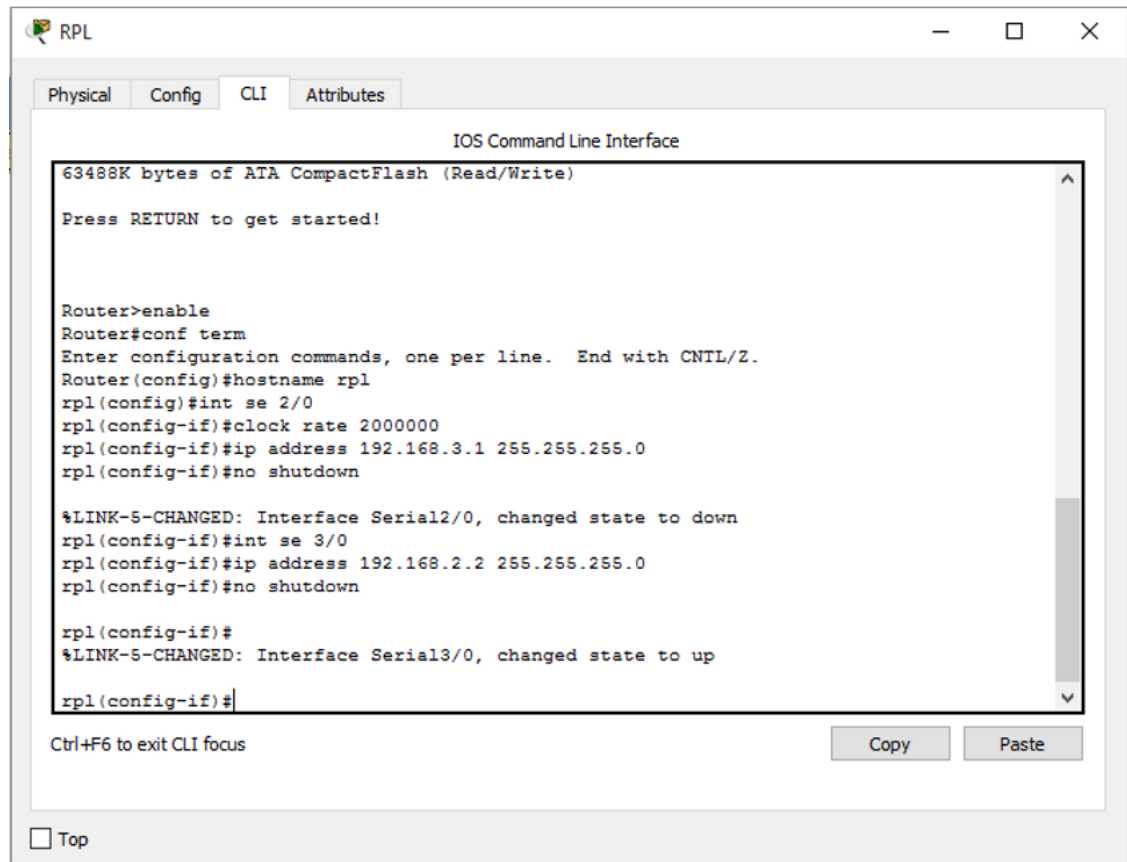 RPL
Physical Config CLI Attributes
IOS Command Line Interface
63488K bytes of ATA CompactFlash (Read/Write)
Press RETURN to get started!
Router>enable
Router#conf term
Enter configuration commands, one per line.  End with CNTL/Z.
Router(config)#hostname rpl
rpl(config)#int se 2/0
rpl(config-if)#clock rate 2000000
rpl(config-if)#ip address 192.168.3.1 255.255.255.0
rpl(config-if)#no shutdown
%LINK-5-CHANGED: Interface Serial2/0, changed state to down
rpl(config-if)#int se 3/0
rpl(config-if)#ip address 192.168.2.2 255.255.255.0
rpl(config-if)#no shutdown
rpl(config-if)#
%LINK-5-CHANGED: Interface Serial3/0, changed state to up
rpl(config-if)#
Ctrl+F6 to exit CLI focus
Copy Paste
Top